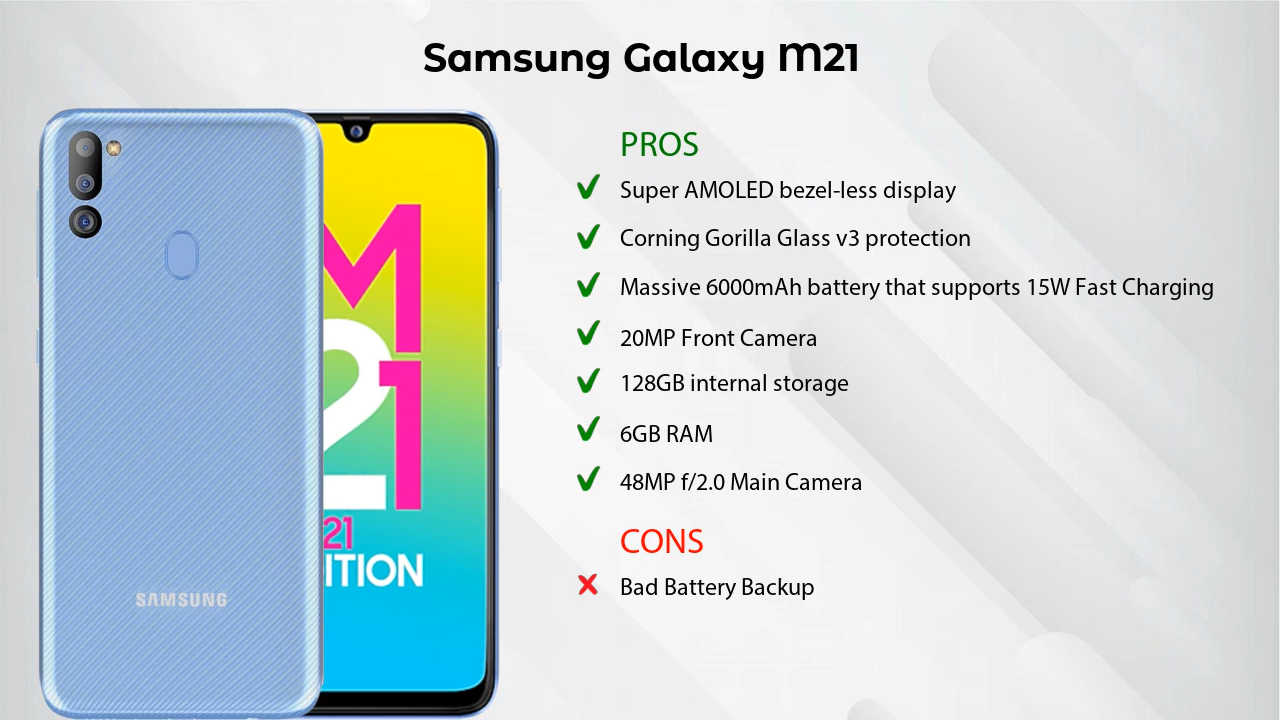 Samsung Galaxy M21
PROS
Super AMOLED bezel-less display
Corning Gorilla Glass v3 protection
Massive 6000mAh battery that supports 15W Fast Charging
20MP Front Camera
128GB internal storage
6GB RAM
48MP f/2.0 Main Camera
CONS
Bad Battery Backup
M
21
21
ITION
SAMSUNG